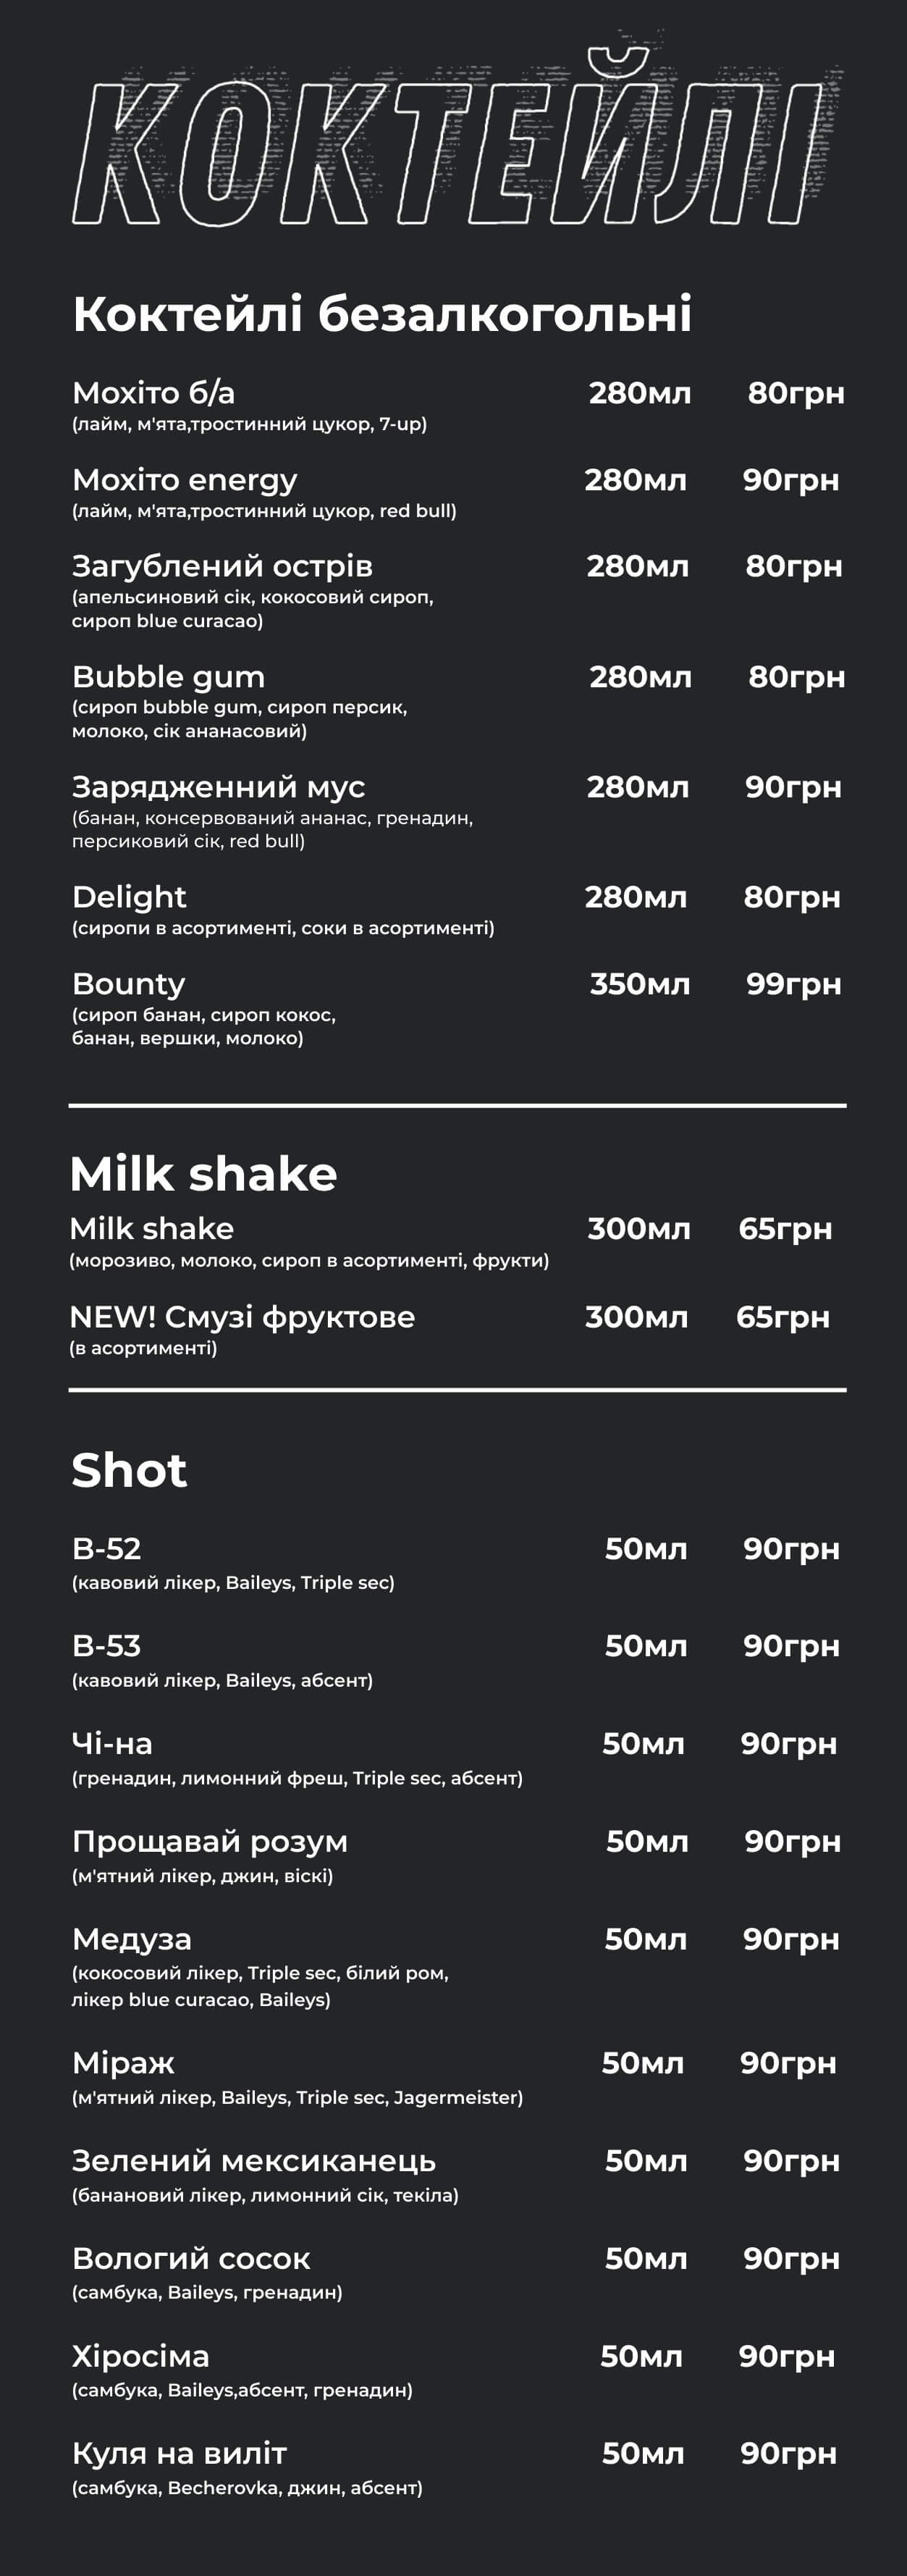 КОКТЕЙЛІ
Коктейлі безалкогольні
Мохіто б/а 280мл 80грн
(лайм, м'ята,тростинний цукор, 7-up)
Мохіто energy 280мл 90грн
(лайм, м'ята,тростинний цукор, red bull)
Загублений острів 280мл 80грн
(апельсиновий сік, кокосовий сироп,
сироп blue curacao)
Bubble gum 280мл 80грн
(сироп bubble gum, сироп персик,
молоко, сік ананасовий)
Зарядженний мус 280мл 90грн
(банан, консервований ананас, гренадин,
персиковий сік, red bull)
Delight 280мл 80грн
(сиропи в асортименті, соки в асортименті)
Bounty 350мл 99грн
(сироп банан, сироп кокос,
банан, вершки, молоко)
Milk shake
Milk shake 300мл 65грн
(морозиво, молоко, сироп в асортименті, фрукти)
NEW! Смузі фруктове 300мл 65грн
(в асортименті)
Shot
В-52 50мл 90грн
(кавовий лікер, Baileys, Triple sec)
В-53 50мл 90грн
(кавовий лікер, Baileys, абсент)
Чі-на 50мл 90грн
(гренадин, лимонний фреш, Triple sec, абсент)
Прощавай розум 50мл 90грн
(м'ятний лікер, джин, віскі)
Медуза 50мл 90грн
(кокосовий лікер, Triple sec, білий ром,
лікер blue curacao, Baileys)
Міраж 50мл 90грн
(м'ятний лікер, Baileys, Triple sec, Jagermeister)
Зелений мексиканець 50мл 90грн
(банановий лікер, лимонний сік, текіла)
Вологий сосок 50мл 90грн
(самбука, Baileys, гренадин)
Хіросіма 50мл 90грн
(самбука, Baileys,абсент, гренадин)
Куля на виліт 50мл 90грн
(самбука, Becherovka, джин, абсент)